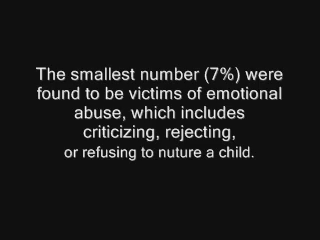 The smallest number (7%) were
found to be victims of emotional
abuse, which includes
criticizing, rejecting,
or refusing to nuture a child.